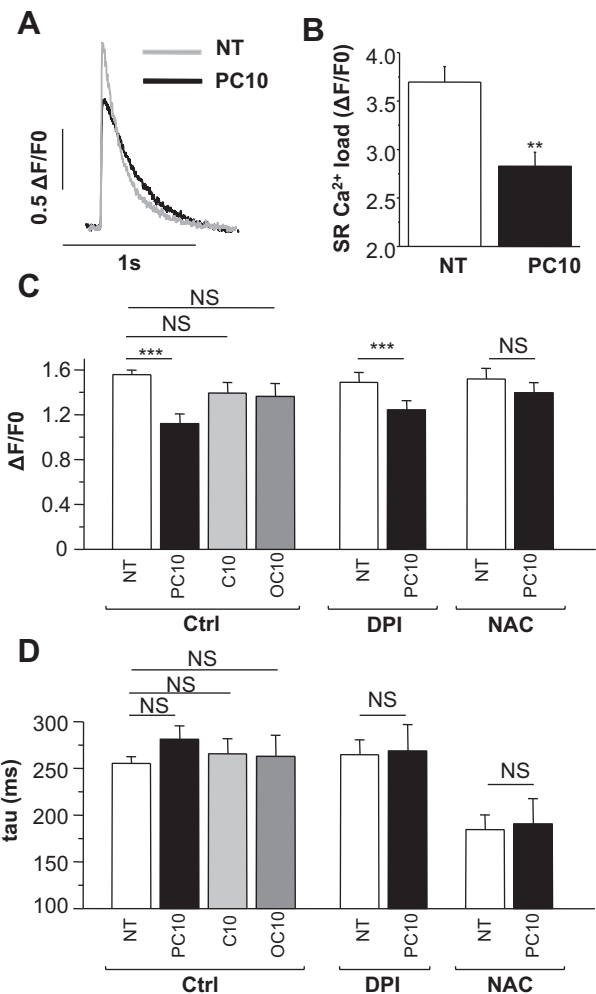 A
NT
PC10
0.5 ΔF/F0
1s
B
SR Ca²⁺ load (ΔF/F0)
4.0
3.5
3.0
2.5
2.0
**
NT
PC10
C
NS
NS
***
***
NS
ΔF/F0
1.6
1.2
0.8
0.4
0
NT
PC10
C10
OC10
NT
PC10
NT
PC10
Ctrl
DPI
NAC
D
NS
NS
NS
NS
NS
tau (ms)
300
250
200
150
100
NT
PC10
C10
OC10
NT
PC10
NT
PC10
Ctrl
DPI
NAC